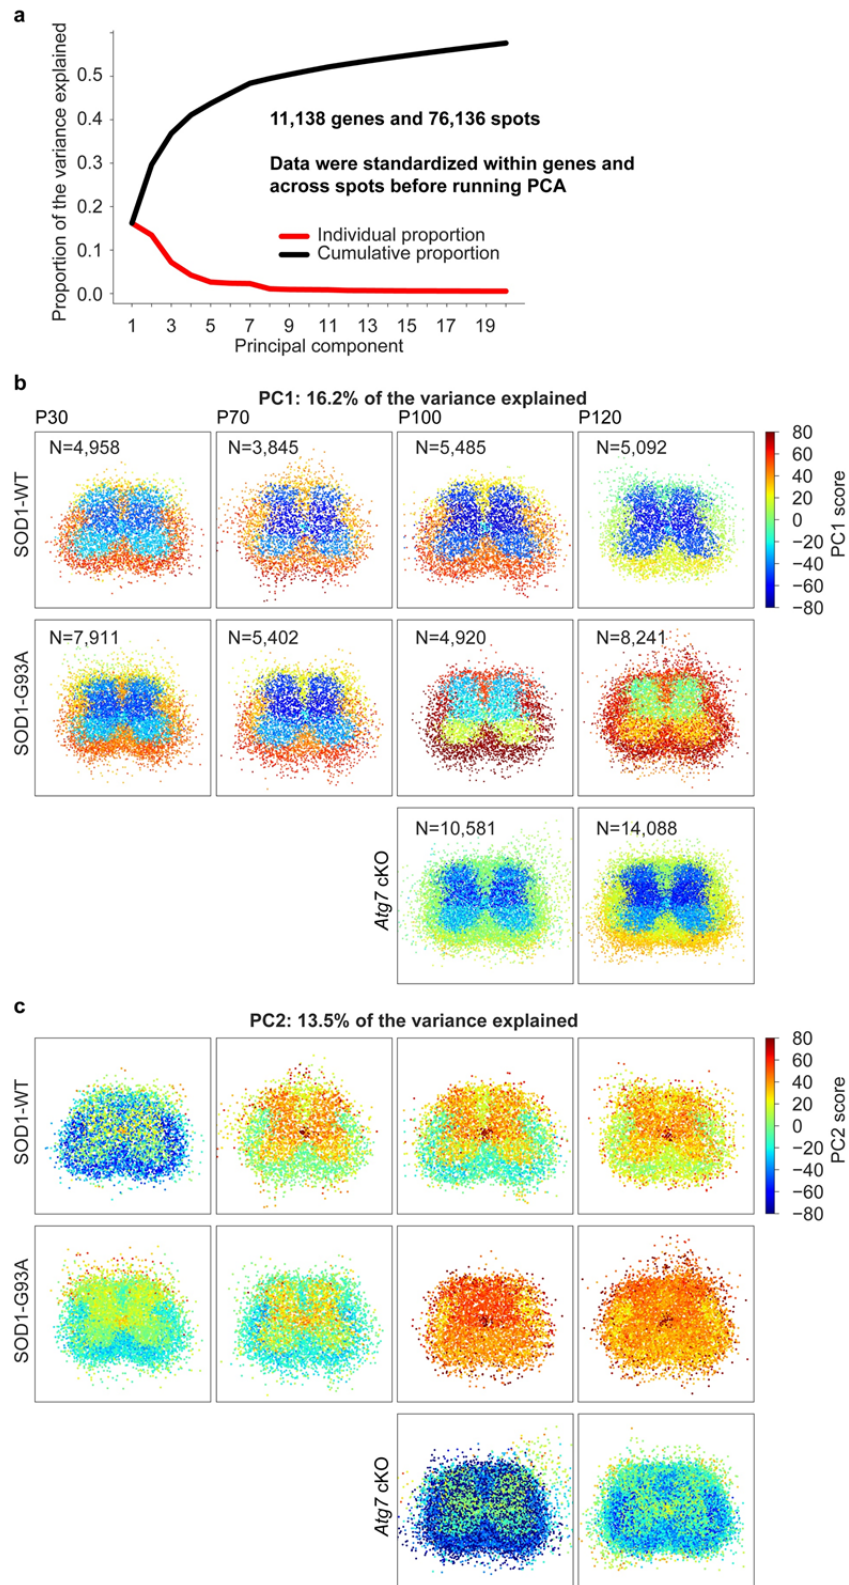 a
Proportion of the variance explained
0.5
0.4
0.3
0.2
0.1
0.0
11,138 genes and 76,136 spots
Data were standardized within genes and
across spots before running PCA
Individual proportion
Cumulative proportion
1 3 5 7 9 11 13 15 17 19
Principal component
b
PC1: 16.2% of the variance explained
P30 P70 P100 P120
SOD1-WT
N=4,958 N=3,845 N=5,485 N=5,092
80
60
40
20
0
−20
−40
−60
−80
PC1 score
SOD1-G93A
N=7,911 N=5,402 N=4,920 N=8,241
Atg7 cKO
N=10,581 N=14,088
c
PC2: 13.5% of the variance explained
SOD1-WT
80
60
40
20
0
−20
−40
−60
−80
PC2 score
SOD1-G93A
Atg7 cKO